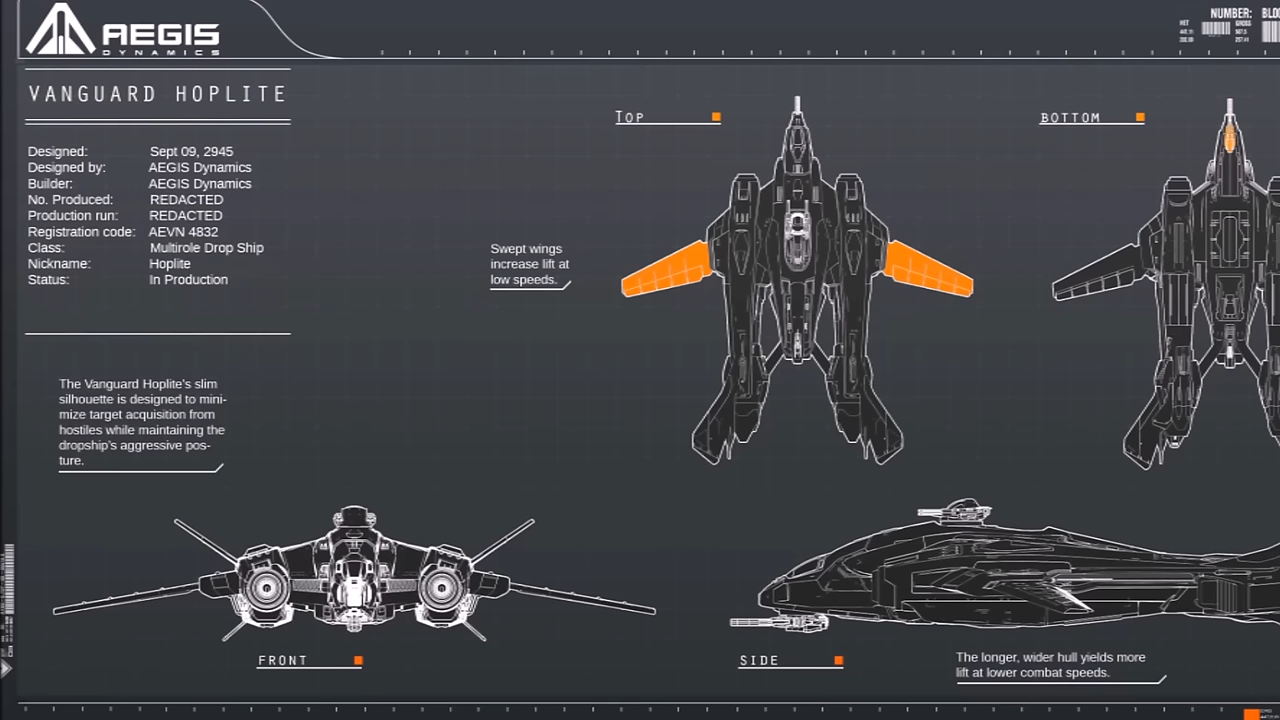 AEGIS
DYNAMICS
NUMBER:
VANGUARD HOPLITE
Designed: Sept 09, 2945
Designed by: AEGIS Dynamics
Builder: AEGIS Dynamics
No. Produced: REDACTED
Production run: REDACTED
Registration code: AEVN 4832
Class: Multirole Drop Ship
Nickname: Hoplite
Status: In Production
TOP
BOTTOM
Swept wings
increase lift at
low speeds.
The Vanguard Hoplite's slim
silhouette is designed to mini-
mize target acquisition from
hostiles while maintaining the
dropship's aggressive pos-
ture.
FRONT
SIDE
The longer, wider hull yields more
lift at lower combat speeds.